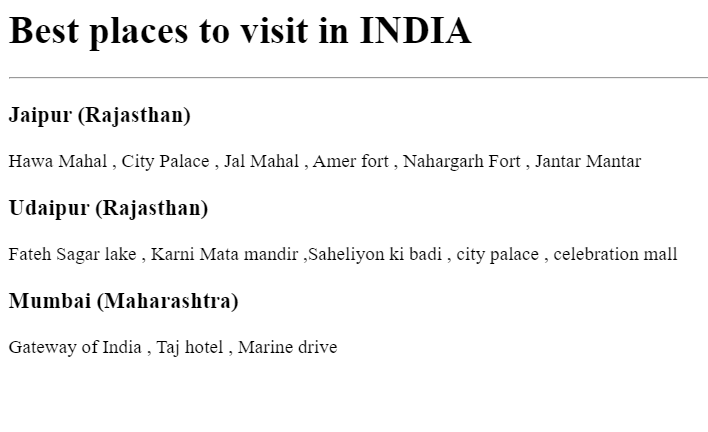 Best places to visit in INDIA
Jaipur (Rajasthan)
Hawa Mahal , City Palace , Jal Mahal , Amer fort , Nahargarh Fort , Jantar Mantar
Udaipur (Rajasthan)
Fateh Sagar lake , Karni Mata mandir ,Saheliyon ki badi , city palace , celebration mall
Mumbai (Maharashtra)
Gateway of India , Taj hotel , Marine drive